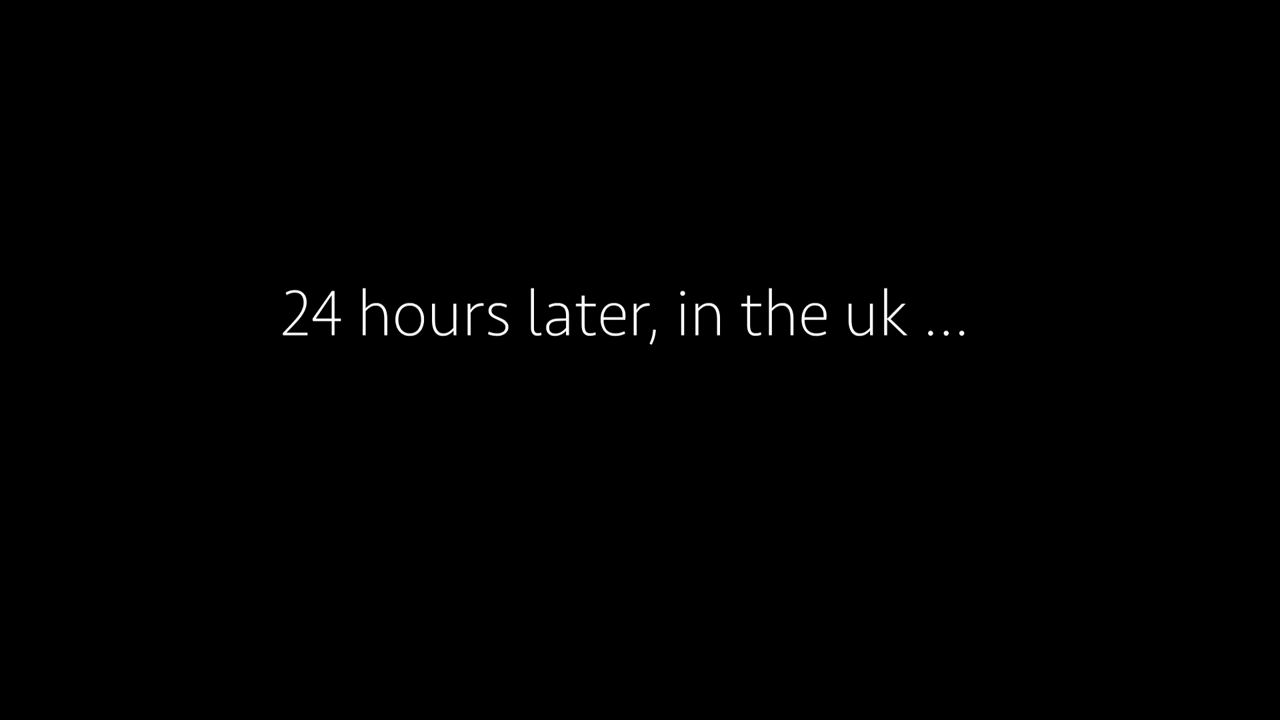 24 hours later, in the uk ...